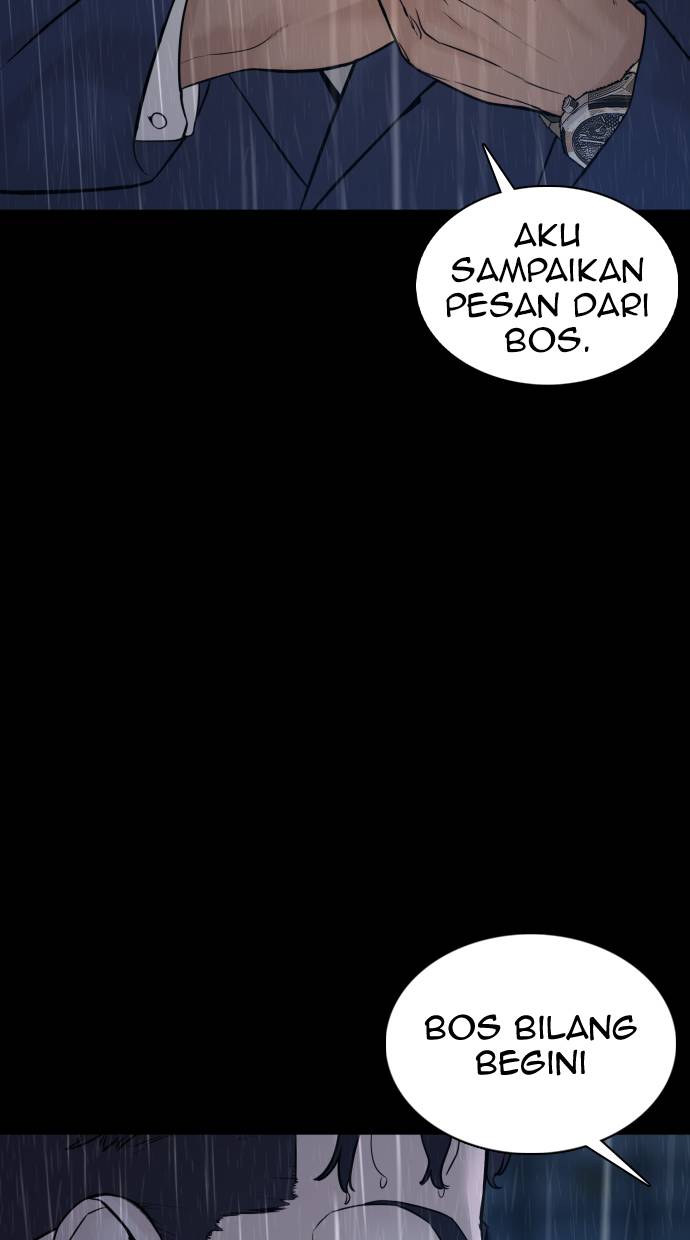 AKU
SAMPAIKAN
PESAN DARI
BOS.
BOS BILANG
BEGINI